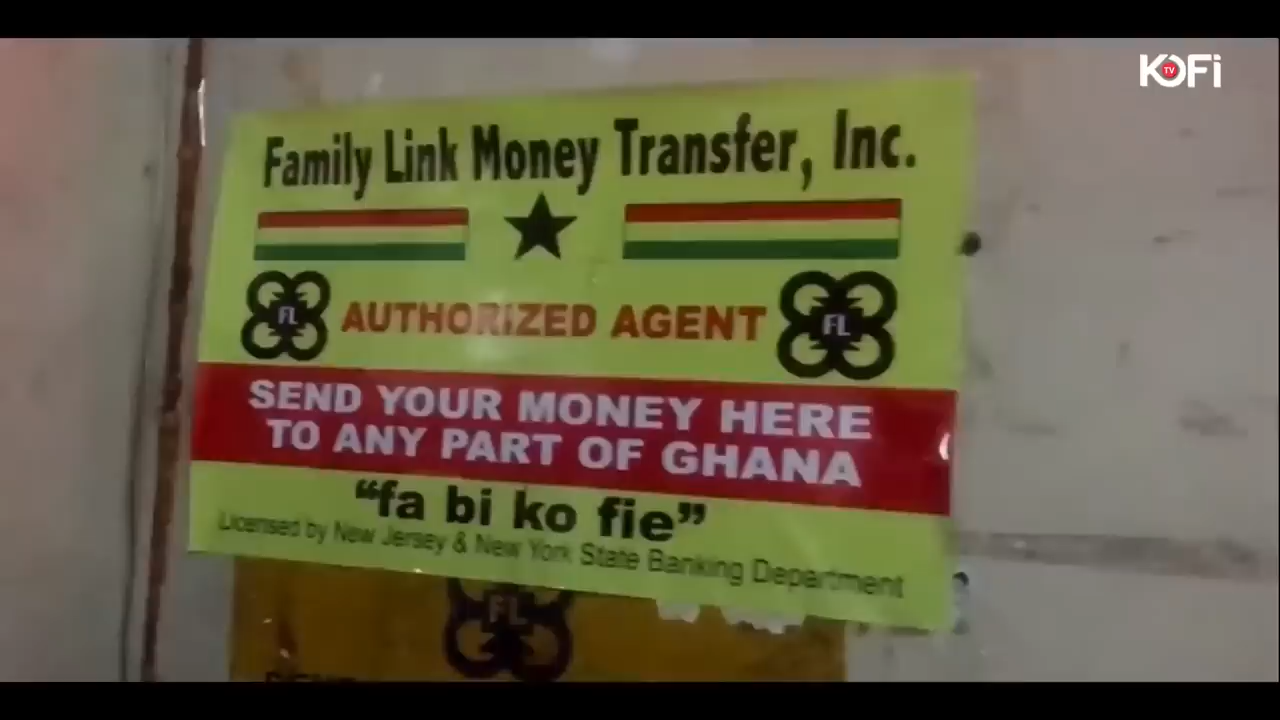 KOFi
TV
Family Link Money Transfer, Inc.
FL AUTHORIZED AGENT FL
SEND YOUR MONEY HERE
TO ANY PART OF GHANA
“fa bi ko fie”
Licensed by New Jersey & New York State Banking Department
FL